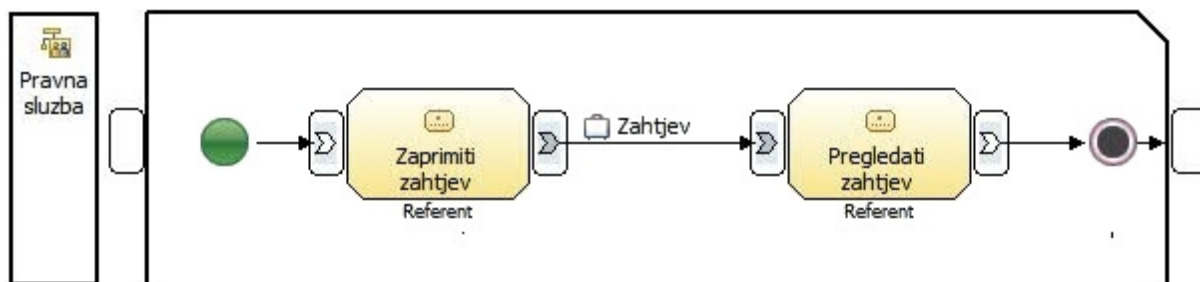 Pravna
sluzba
Zaprimiti
zahtjev
Referent
Zahtjev
Pregledati
zahtjev
Referent